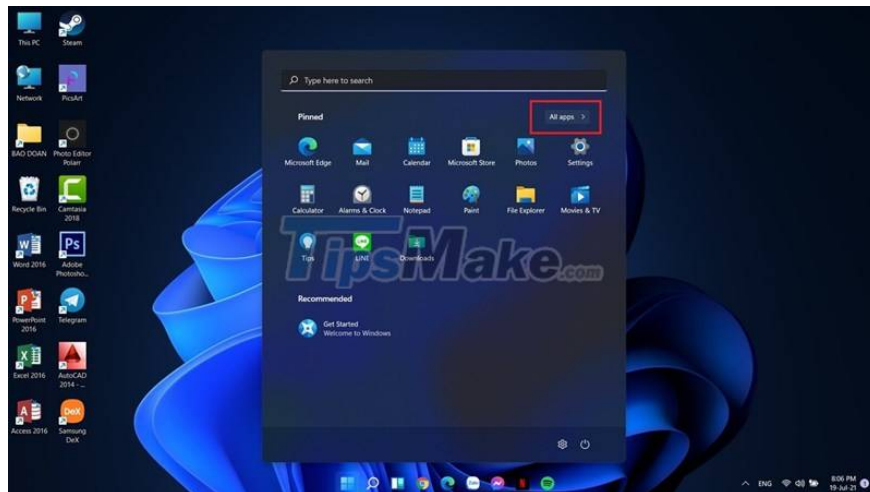 This PC
Steam
Network
PicsArt
BAO DOAN
Photo Editor
Polarr
Recycle Bin
Camtasia
2018
Word 2016
Ps
Adobe
Photosho...
PowerPoint
2016
Telegram
Excel 2016
AutoCAD
2014 - ...
Access 2016
DeX
Samsung
DeX
Type here to search
Pinned
All apps >
Microsoft Edge
Mail
Calendar
Microsoft Store
Photos
Settings
Calculator
Alarms & Clock
Notepad
Paint
File Explorer
Movies & TV
Tips
LINE
Downloads
TipsMake.com
Recommended
Get Started
Welcome to Windows
ENG
8:06 PM
19-Jul-21